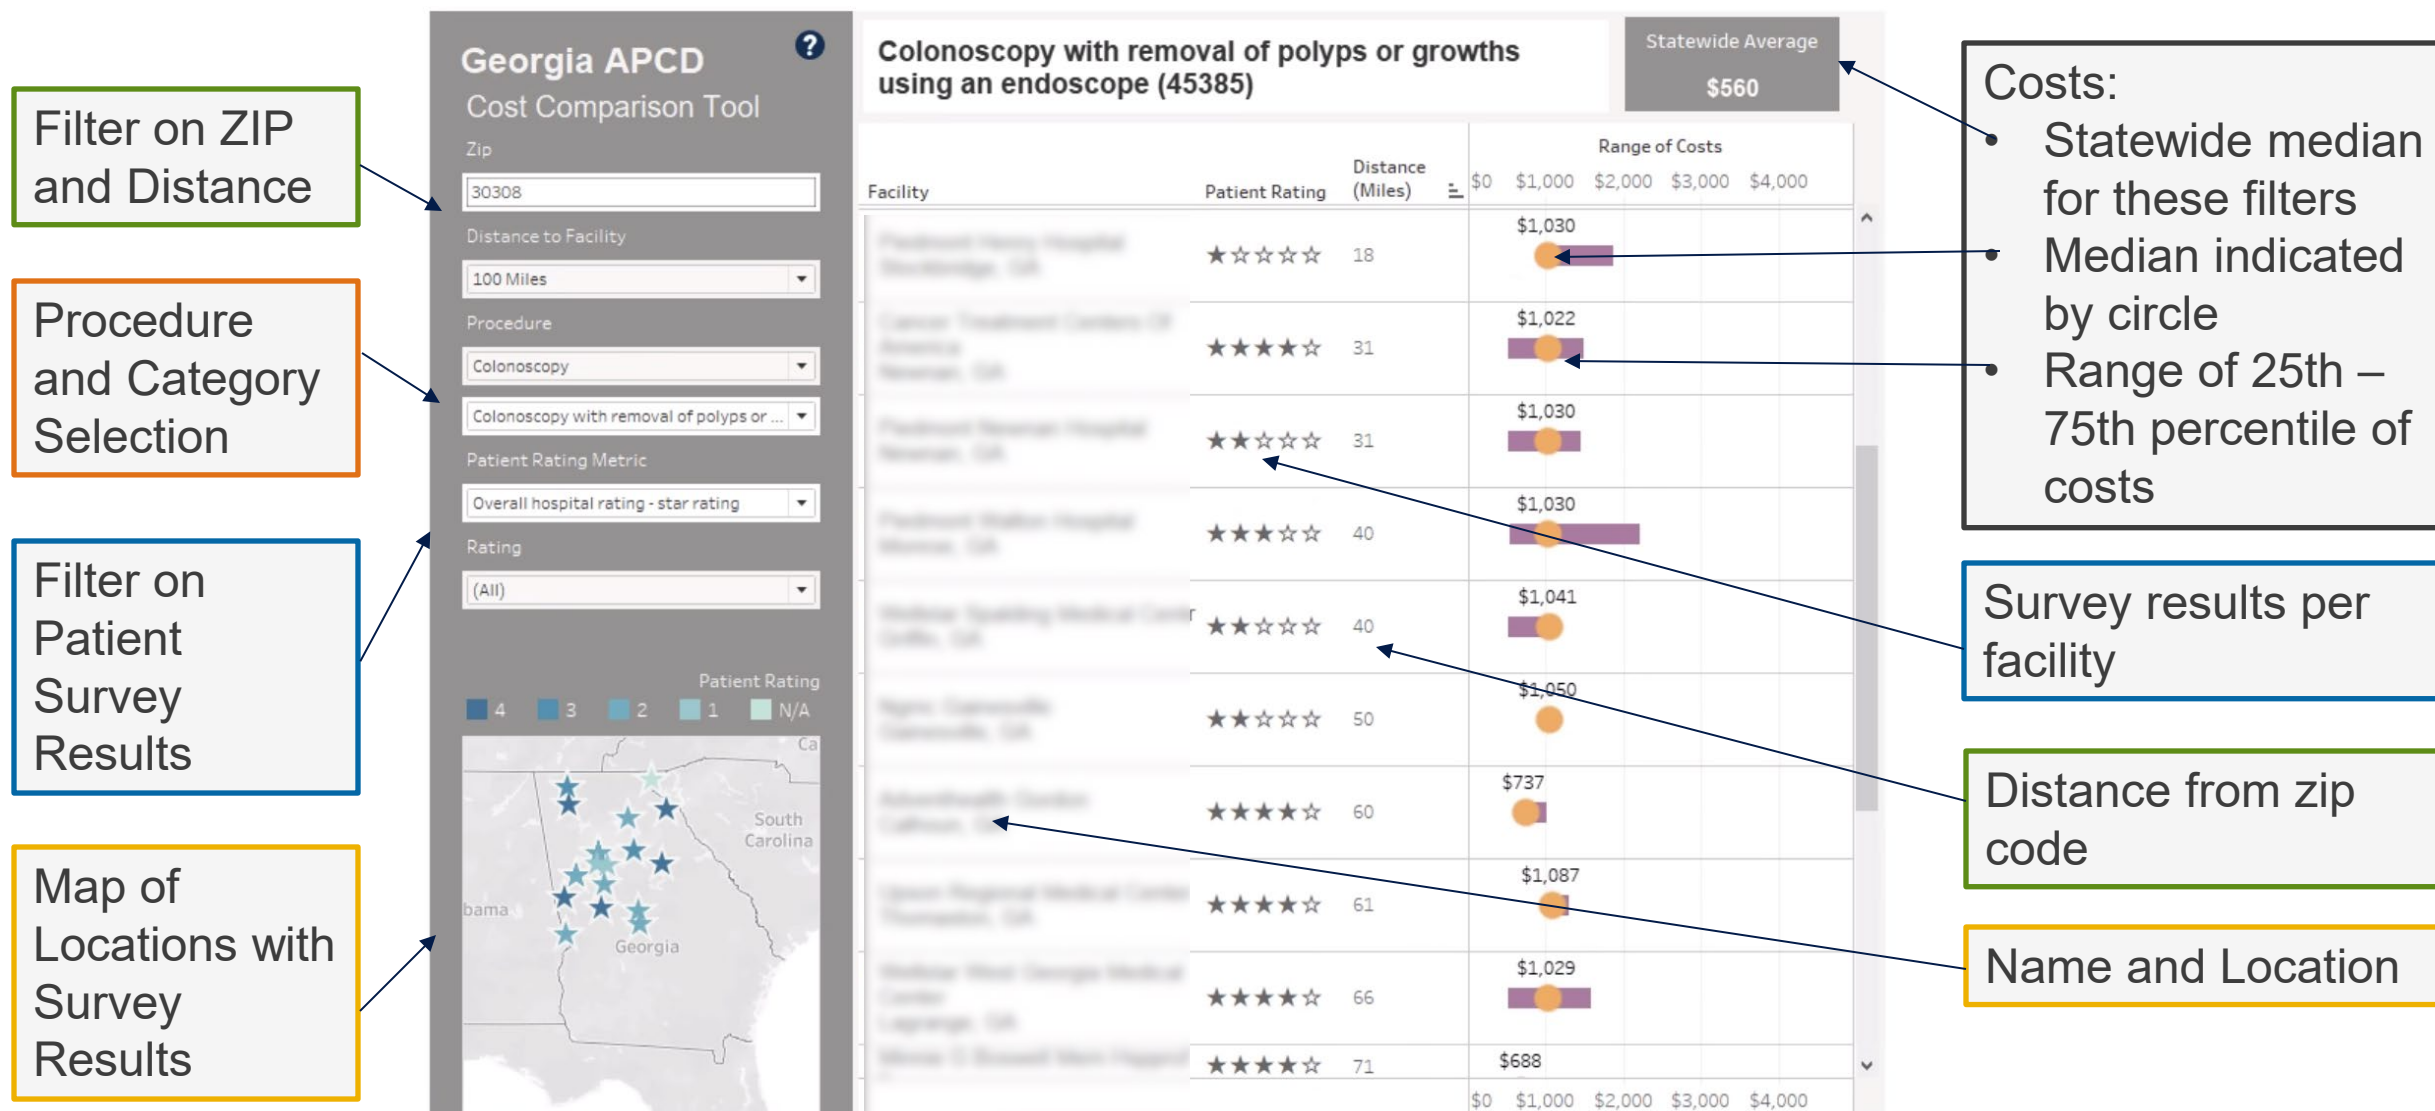 Filter on ZIP
and Distance
Procedure
and Category
Selection
Filter on
Patient
Survey
Results
Map of
Locations with
Survey
Results
Georgia APCD
?
Cost Comparison Tool
Zip
30308
Distance to Facility
100 Miles
Procedure
Colonoscopy
Colonoscopy with removal of polyps or ...
Patient Rating Metric
Overall hospital rating - star rating
Rating
(All)
Patient Rating
4 3 2 1 N/A
Ca
South
Carolina
bama
Georgia
Colonoscopy with removal of polyps or growths
using an endoscope (45385)
Statewide Average
$560
Facility
Patient Rating
Distance
(Miles)
Range of Costs
$0 $1,000 $2,000 $3,000 $4,000
★☆☆☆☆ 18 $1,030
★★★★☆ 31 $1,022
★★☆☆☆ 31 $1,030
★★★☆☆ 40 $1,030
★★☆☆☆ 40 $1,041
★★☆☆☆ 50 $1,050
★★★★☆ 60 $737
★★★★☆ 61 $1,087
★★★★☆ 66 $1,029
★★★★☆ 71 $688
$0 $1,000 $2,000 $3,000 $4,000
Costs:
• Statewide median
for these filters
• Median indicated
by circle
• Range of 25th –
75th percentile of
costs
Survey results per
facility
Distance from zip
code
Name and Location